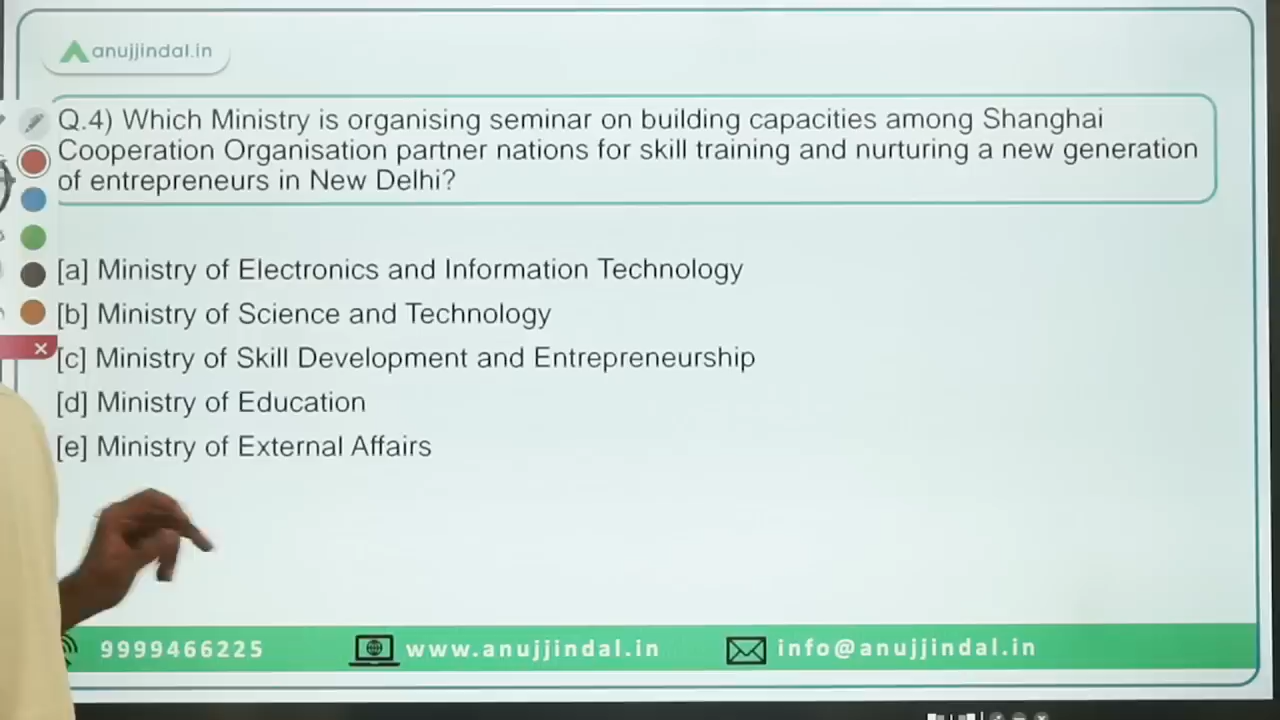 anujjindal.in
Q.4) Which Ministry is organising seminar on building capacities among Shanghai
Cooperation Organisation partner nations for skill training and nurturing a new generation
of entrepreneurs in New Delhi?
[a] Ministry of Electronics and Information Technology
[b] Ministry of Science and Technology
[c] Ministry of Skill Development and Entrepreneurship
[d] Ministry of Education
[e] Ministry of External Affairs
9999466225 www.anujjindal.in info@anujjindal.in